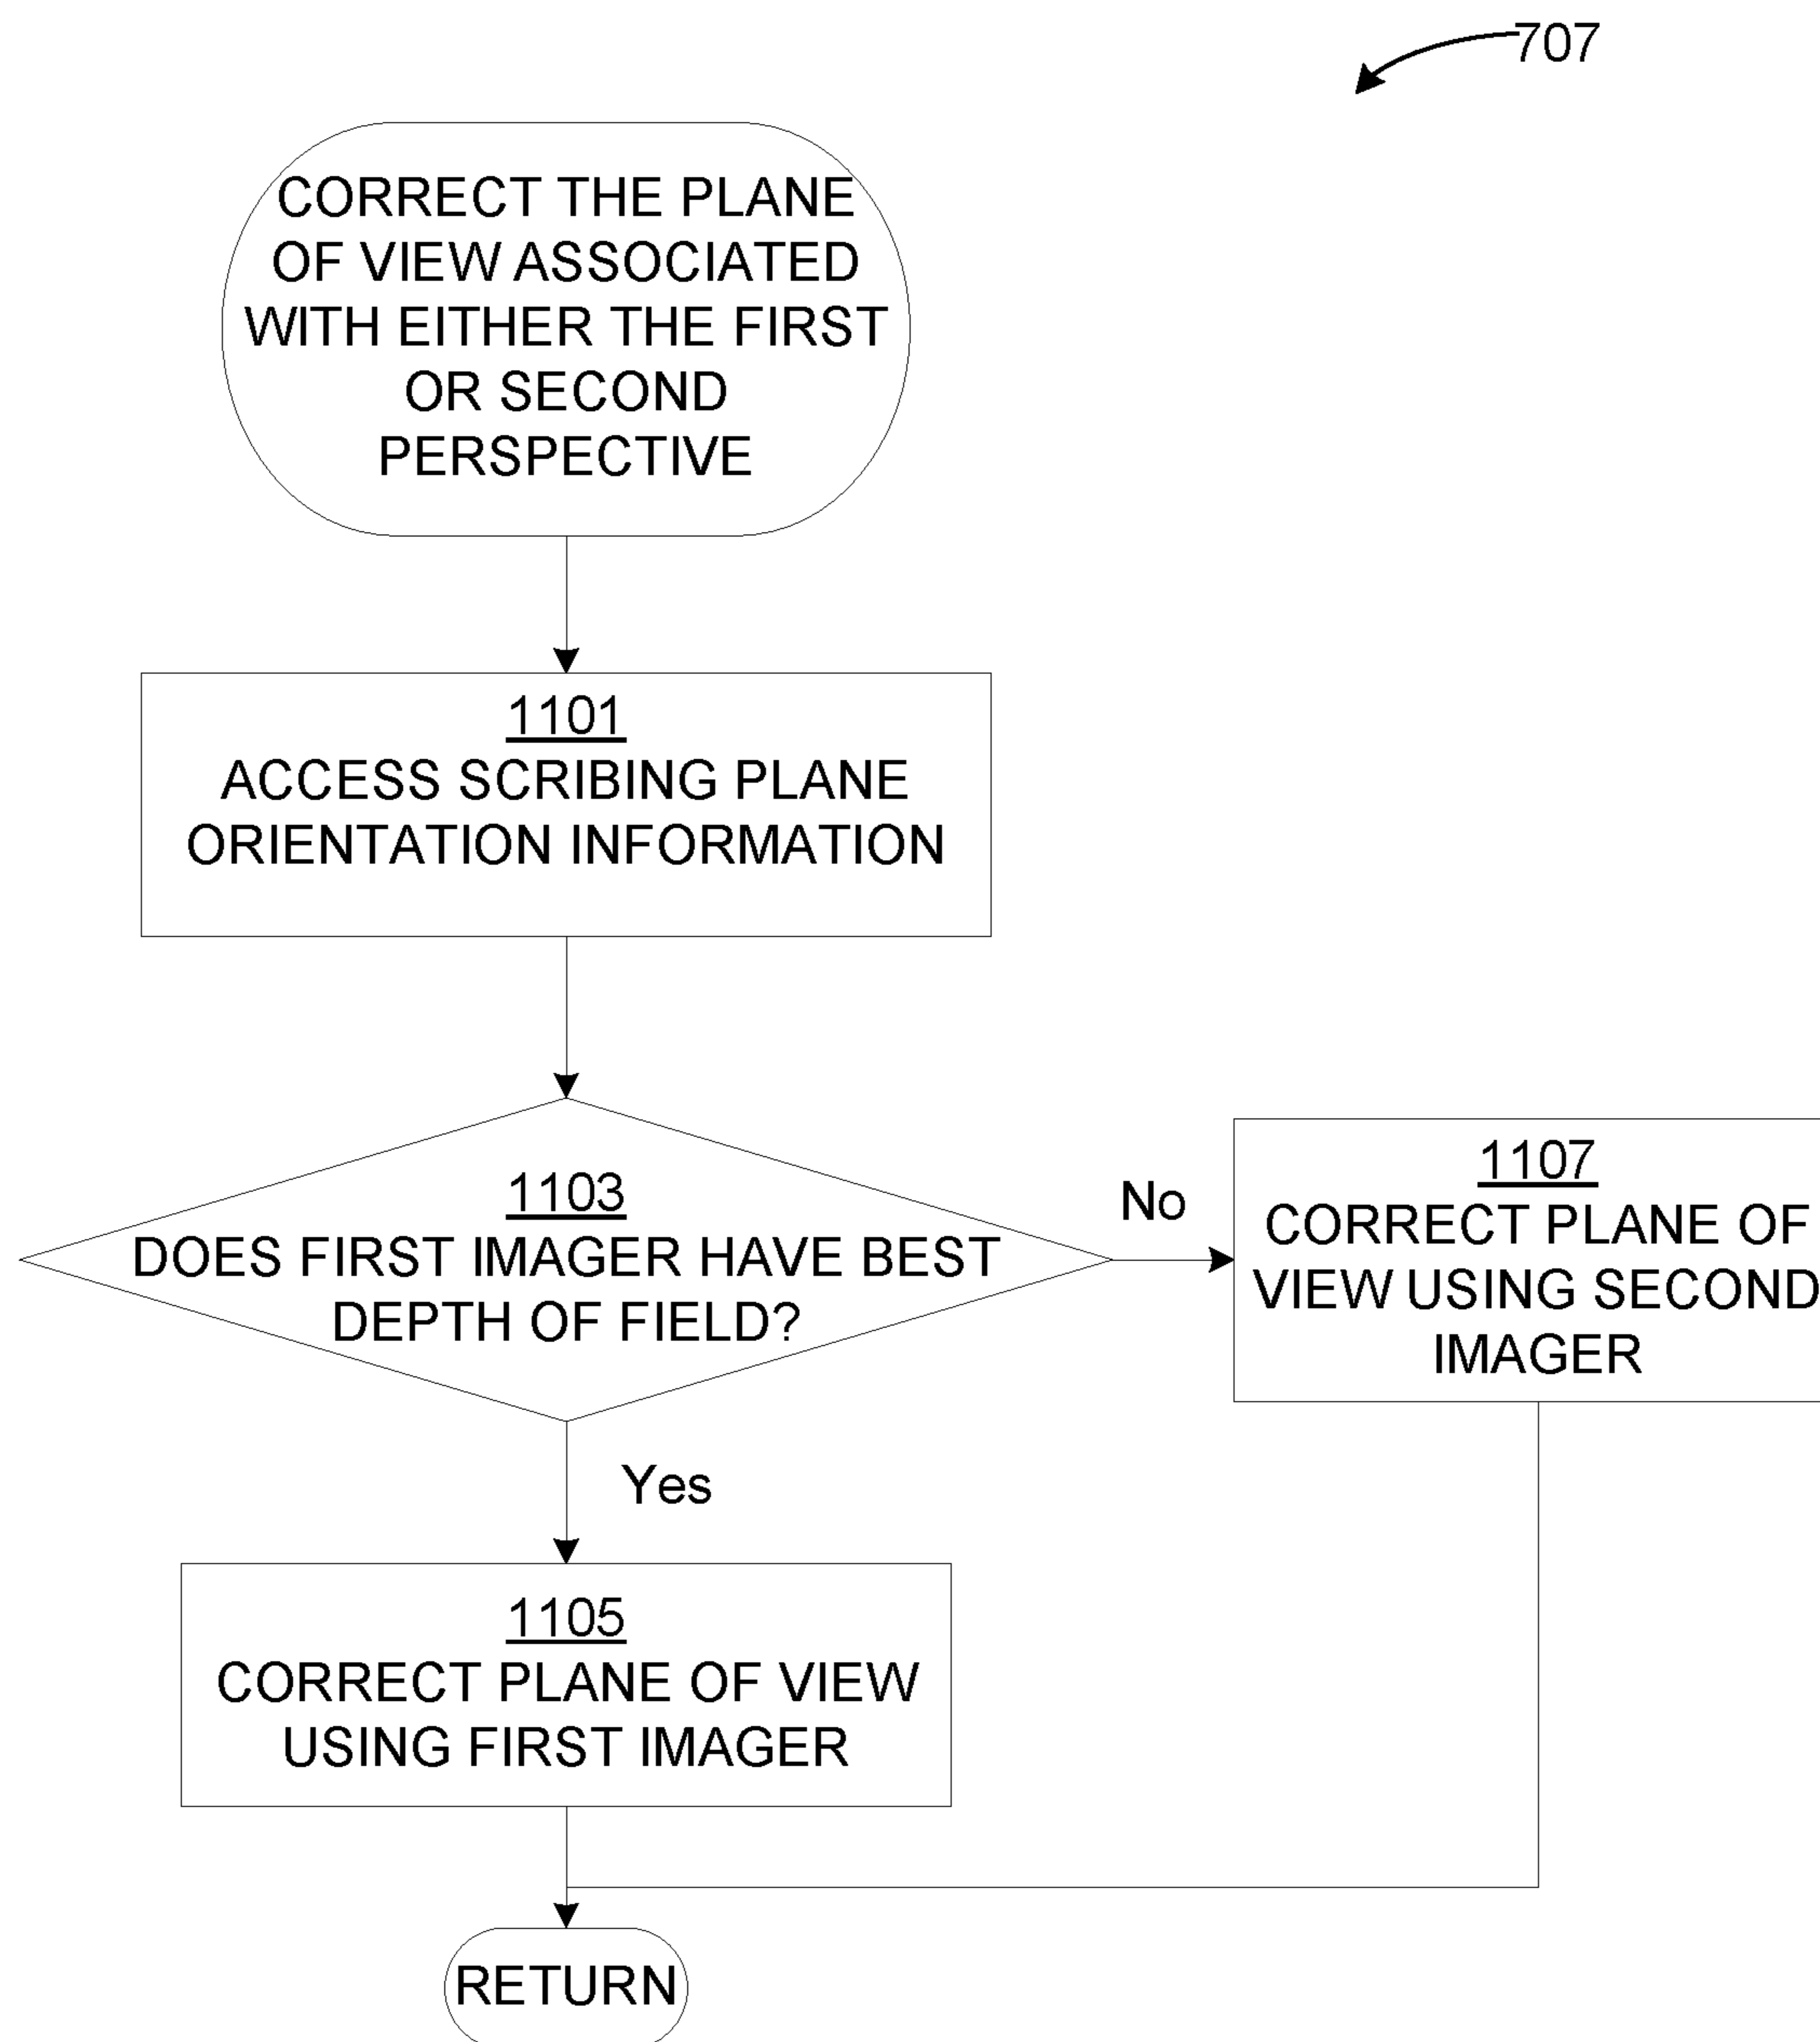 707
CORRECT THE PLANE
OF VIEW ASSOCIATED
WITH EITHER THE FIRST
OR SECOND
PERSPECTIVE
1101
ACCESS SCRIBING PLANE
ORIENTATION INFORMATION
1103
DOES FIRST IMAGER HAVE BEST
DEPTH OF FIELD?
No
1107
CORRECT PLANE OF
VIEW USING SECOND
IMAGER
Yes
1105
CORRECT PLANE OF VIEW
USING FIRST IMAGER
RETURN